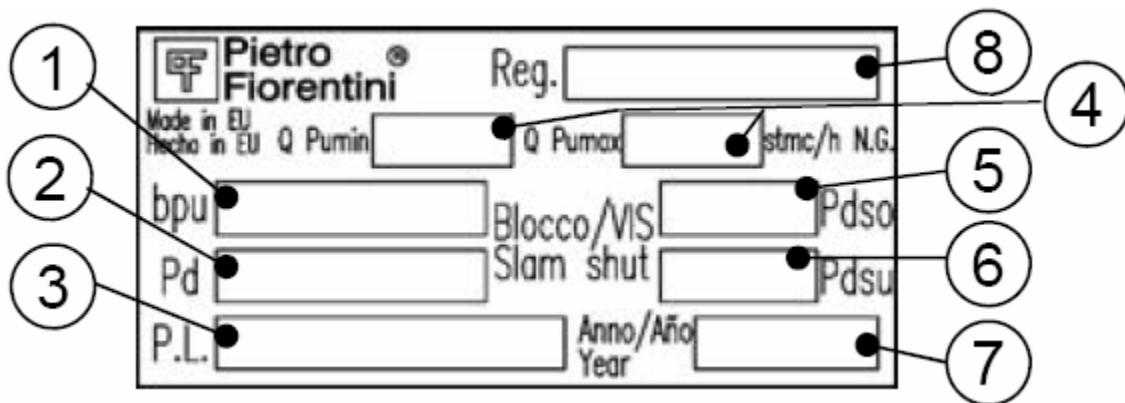 Pietro ®
Fiorentini
Reg.
Made in EU
Hecho in EU
Q Pumin
Q Pumax
stmc/h N.G.
bpu
Blocco/VIS
Slam shut
Pdso
Pd
Pdsu
P.L.
Anno/Año
Year
1
2
3
8
4
5
6
7